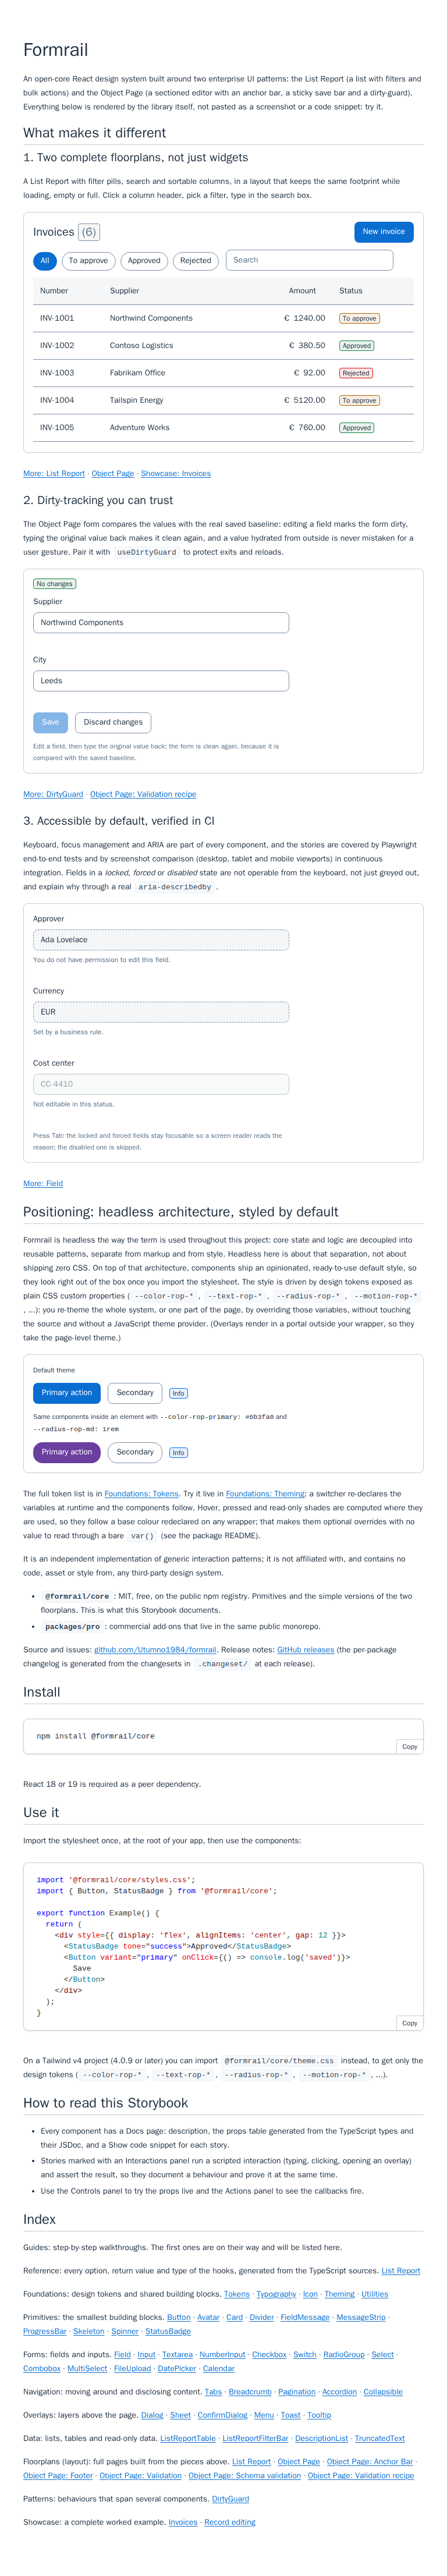 Formrail
An open-core React design system built around two enterprise UI patterns: the List Report (a list with filters and
bulk actions) and the Object Page (a sectioned editor with an anchor bar, a sticky save bar and a dirty-guard).
Everything below is rendered by the library itself, not pasted as a screenshot or a code snippet: try it.
What makes it different
1. Two complete floorplans, not just widgets
A List Report with filter pills, search and sortable columns, in a layout that keeps the same footprint while
loading, empty or full. Click a column header, pick a filter, type in the search box.
Invoices (6) New invoice
All To approve Approved Rejected Search
Number Supplier Amount Status
INV-1001 Northwind Components € 1240.00 To approve
INV-1002 Contoso Logistics € 380.50 Approved
INV-1003 Fabrikam Office € 92.00 Rejected
INV-1004 Tailspin Energy € 5120.00 To approve
INV-1005 Adventure Works € 760.00 Approved
More: List Report · Object Page · Showcase: Invoices
2. Dirty-tracking you can trust
The Object Page form compares the values with the real saved baseline: editing a field marks the form dirty,
typing the original value back makes it clean again, and a value hydrated from outside is never mistaken for a
user gesture. Pair it with useDirtyGuard to protect exits and reloads.
No changes
Supplier
Northwind Components
City
Leeds
Save Discard changes
Edit a field, then type the original value back: the form is clean again, because it is
compared with the saved baseline.
More: DirtyGuard · Object Page: Validation recipe
3. Accessible by default, verified in CI
Keyboard, focus management and ARIA are part of every component, and the stories are covered by Playwright
end-to-end tests and by screenshot comparison (desktop, tablet and mobile viewports) in continuous
integration. Fields in a locked, forced or disabled state are not operable from the keyboard, not just greyed out,
and explain why through a real aria-describedby.
Approver
Ada Lovelace
You do not have permission to edit this field.
Currency
EUR
Set by a business rule.
Cost center
CC-4410
Not editable in this status.
Press Tab: the locked and forced fields stay focusable so a screen reader reads the
reason; the disabled one is skipped.
More: Field
Positioning: headless architecture, styled by default
Formrail is headless the way the term is used throughout this project: core state and logic are decoupled into
reusable patterns, separate from markup and from style. Headless here is about that separation, not about
shipping zero CSS. On top of that architecture, components ship an opinionated, ready-to-use default style, so
they look right out of the box once you import the stylesheet. The style is driven by design tokens exposed as
plain CSS custom properties ( --color-rop-* , --text-rop-* , --radius-rop-* , --motion-rop-*
, ...): you re-theme the whole system, or one part of the page, by overriding those variables, without touching
the source and without a JavaScript theme provider. (Overlays render in a portal outside your wrapper, so they
take the page-level theme.)
Default theme
Primary action Secondary Info
Same components inside an element with --color-rop-primary: #6b3fa0 and
--radius-rop-md: 1rem
Primary action Secondary Info
The full token list is in Foundations: Tokens. Try it live in Foundations: Theming: a switcher re-declares the
variables at runtime and the components follow. Hover, pressed and read-only shades are computed where they
are used, so they follow a base colour redeclared on any wrapper; that makes them optional overrides with no
value to read through a bare var() (see the package README).
It is an independent implementation of generic interaction patterns; it is not affiliated with, and contains no
code, asset or style from, any third-party design system.
• @formrail/core : MIT, free, on the public npm registry. Primitives and the simple versions of the two
floorplans. This is what this Storybook documents.
• packages/pro : commercial add-ons that live in the same public monorepo.
Source and issues: github.com/Utumno1984/formrail. Release notes: GitHub releases (the per-package
changelog is generated from the changesets in .changeset/ at each release).
Install
npm install @formrail/core
Copy
React 18 or 19 is required as a peer dependency.
Use it
Import the stylesheet once, at the root of your app, then use the components:
import '@formrail/core/styles.css';
import { Button, StatusBadge } from '@formrail/core';
export function Example() {
return (
<div style={{ display: 'flex', alignItems: 'center', gap: 12 }}>
<StatusBadge tone="success">Approved</StatusBadge>
<Button variant="primary" onClick={() => console.log('saved')}>
Save
</Button>
</div>
);
}
Copy
On a Tailwind v4 project (4.0.9 or later) you can import @formrail/core/theme.css instead, to get only the
design tokens ( --color-rop-* , --text-rop-* , --radius-rop-* , --motion-rop-* , ...).
How to read this Storybook
• Every component has a Docs page: description, the props table generated from the TypeScript types and
their JSDoc, and a Show code snippet for each story.
• Stories marked with an Interactions panel run a scripted interaction (typing, clicking, opening an overlay)
and assert the result, so they document a behaviour and prove it at the same time.
• Use the Controls panel to try the props live and the Actions panel to see the callbacks fire.
Index
Guides: step-by-step walkthroughs. The first ones are on their way and will be listed here.
Reference: every option, return value and type of the hooks, generated from the TypeScript sources. List Report
Foundations: design tokens and shared building blocks. Tokens · Typography · Icon · Theming · Utilities
Primitives: the smallest building blocks. Button · Avatar · Card · Divider · FieldMessage · MessageStrip ·
ProgressBar · Skeleton · Spinner · StatusBadge
Forms: fields and inputs. Field · Input · Textarea · NumberInput · Checkbox · Switch · RadioGroup · Select ·
Combobox · MultiSelect · FileUpload · DatePicker · Calendar
Navigation: moving around and disclosing content. Tabs · Breadcrumb · Pagination · Accordion · Collapsible
Overlays: layers above the page. Dialog · Sheet · ConfirmDialog · Menu · Toast · Tooltip
Data: lists, tables and read-only data. ListReportTable · ListReportFilterBar · DescriptionList · TruncatedText
Floorplans (layout): full pages built from the pieces above. List Report · Object Page · Object Page: Anchor Bar ·
Object Page: Footer · Object Page: Validation · Object Page: Schema validation · Object Page: Validation recipe
Patterns: behaviours that span several components. DirtyGuard
Showcase: a complete worked example. Invoices · Record editing